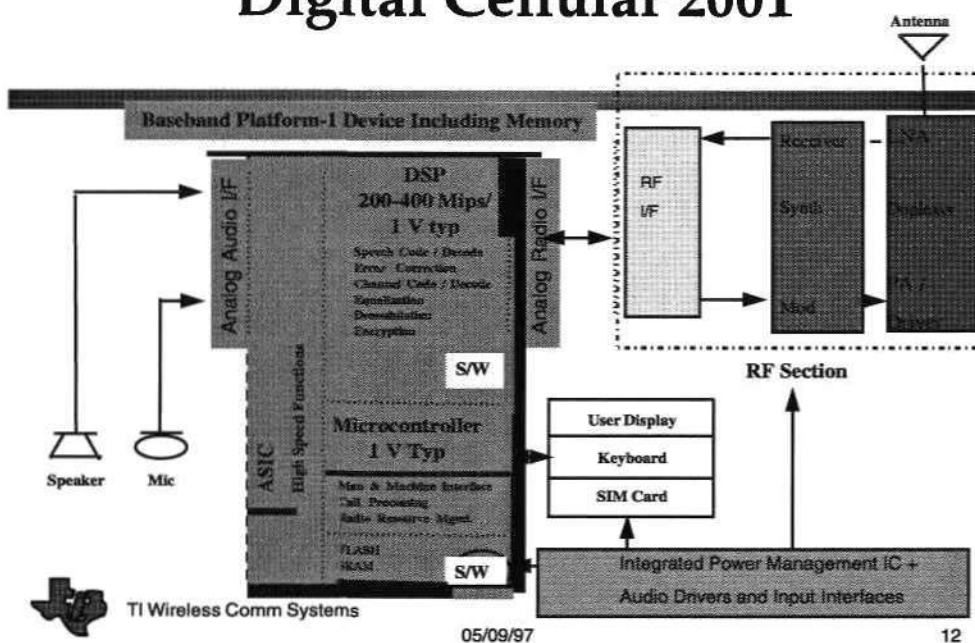 Digital Cellular 2001
Antenna
Baseband Platform-1 Device Including Memory
Analog Audio I/F
DSP
200-400 Mips/
1 V typ
Speech Code / Decode
Error Correction
Channel Code / Decode
Equalization
Demodulation
Encryption
S/W
Analog Radio I/F
RF
I/F
Receiver
Synth
Mod
LNA
Duplexer
PA /
RF Section
ASIC
High Speed Functions
Microcontroller
1 V Typ
Man & Machine Interface
Call Processing
Radio Resource Mgmt.
FLASH
SRAM
S/W
User Display
Keyboard
SIM Card
Speaker
Mic
Integrated Power Management IC +
Audio Drivers and Input Interfaces
TI Wireless Comm Systems
05/09/97
12